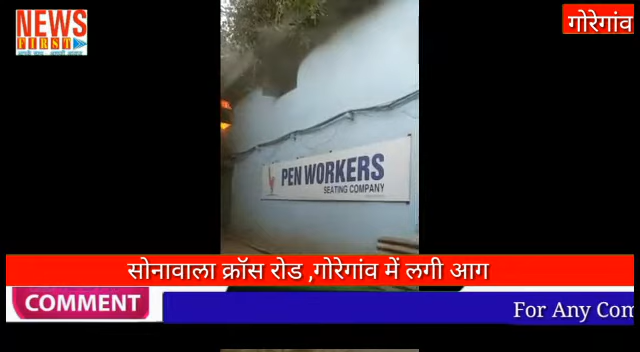 NEWS
FIRST
गोरेगांव
PEN WORKERS
SEATING COMPANY
सोनावाला क्रॉस रोड ,गोरेगांव में लगी आग
COMMENT
For Any Com